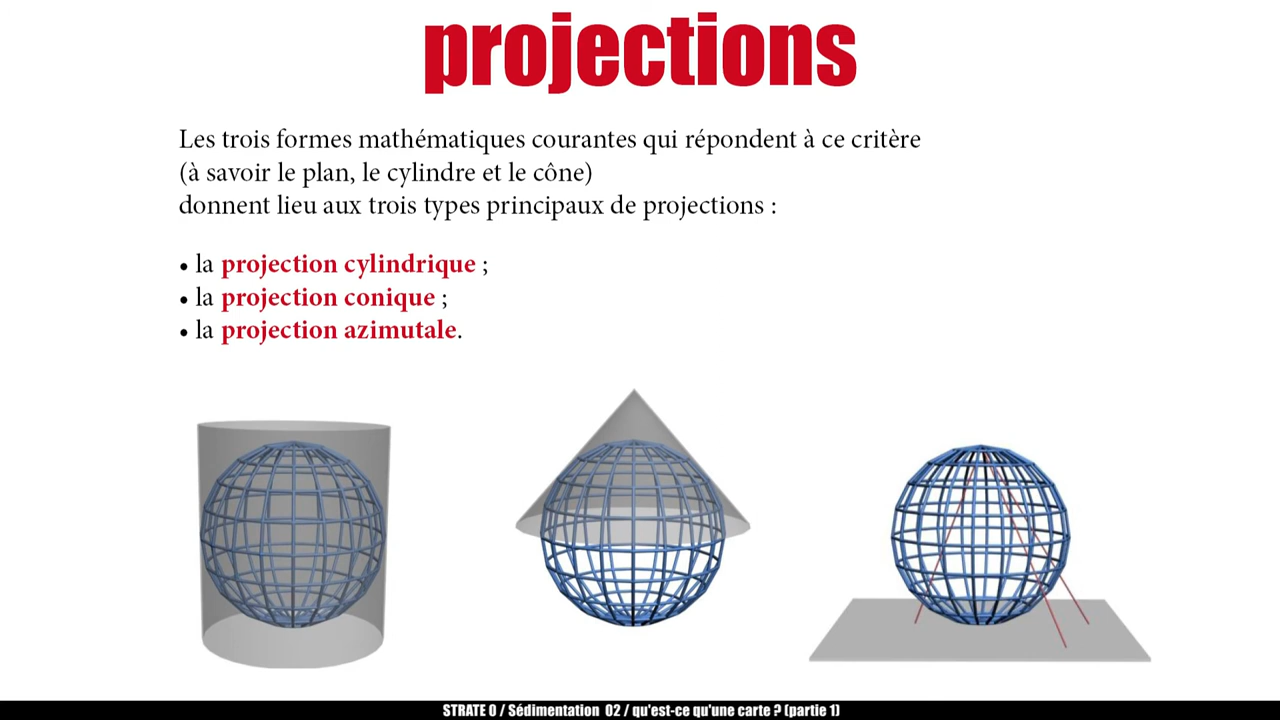 projections
Les trois formes mathématiques courantes qui répondent à ce critère
(à savoir le plan, le cylindre et le cône)
donnent lieu aux trois types principaux de projections :
• la projection cylindrique ;
• la projection conique ;
• la projection azimutale.
STRATE 0 / Sédimentation 02 / qu'est-ce qu'une carte ? (partie 1)